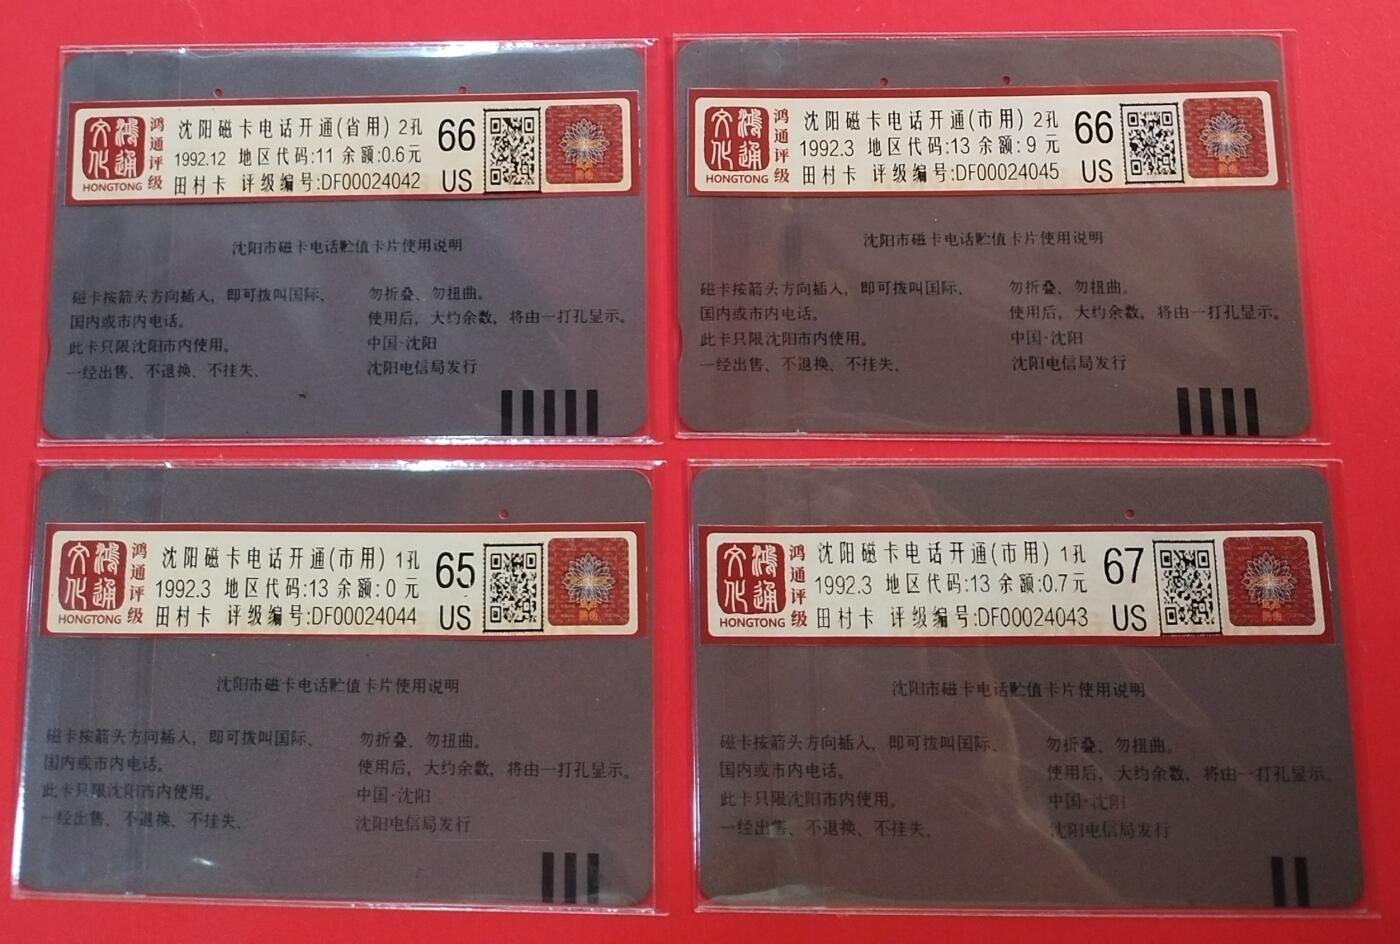 鸿通文化
HONGTONG
鸿通评级
沈阳磁卡电话开通(省用) 2孔
1992.12 地区代码:11 余额:0.6元
田村卡 评级编号:DF00024042
66
US
沈阳市磁卡电话贮值卡片使用说明
磁卡按箭头方向插入，即可拨叫国际、
国内或市内电话。
此卡只限沈阳市内使用。
一经出售、不退换、不挂失、
勿折叠、勿扭曲。
使用后，大约余数，将由一打孔显示。
中国·沈阳
沈阳电信局发行
鸿通文化
HONGTONG
鸿通评级
沈阳磁卡电话开通(市用) 2孔
1992.3 地区代码:13 余额:9 元
田村卡 评级编号:DF00024045
66
US
沈阳市磁卡电话贮值卡片使用说明
磁卡按箭头方向插入，即可拨叫国际、
国内或市内电话。
此卡只限沈阳市内使用。
一经出售、不退换、不挂失、
勿折叠、勿扭曲。
使用后，大约余数，将由一打孔显示。
中国·沈阳
沈阳电信局发行
鸿通文化
HONGTONG
鸿通评级
沈阳磁卡电话开通(市用) 1孔
1992.3 地区代码:13 余额:0 元
田村卡 评级编号:DF00024044
65
US
沈阳市磁卡电话贮值卡片使用说明
磁卡按箭头方向插入，即可拨叫国际、
国内或市内电话。
此卡只限沈阳市内使用。
一经出售、不退换、不挂失、
勿折叠、勿扭曲。
使用后，大约余数，将由一打孔显示。
中国·沈阳
沈阳电信局发行
鸿通文化
HONGTONG
鸿通评级
沈阳磁卡电话开通(市用) 1孔
1992.3 地区代码:13 余额:0.7元
田村卡 评级编号:DF00024043
67
US
沈阳市磁卡电话贮值卡片使用说明
磁卡按箭头方向插入，即可拨叫国际、
国内或市内电话。
此卡只限沈阳市内使用。
一经出售、不退换、不挂失、
勿折叠、勿扭曲。
使用后，大约余数，将由一打孔显示。
中国·沈阳
沈阳电信局发行